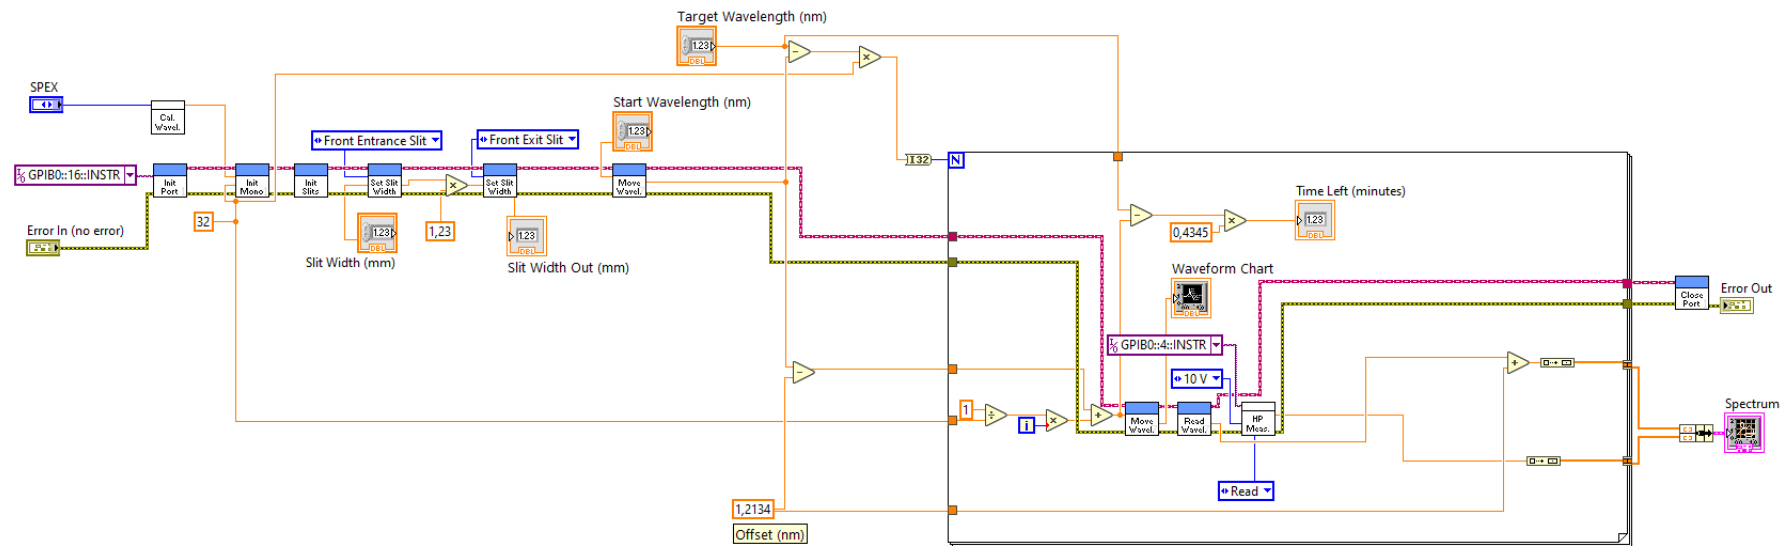 Target Wavelength (nm)
1.23
DBL
SPEX
Cal.
Wavel.
Start Wavelength (nm)
1.23
DBL
Front Entrance Slit
Front Exit Slit
I32
N
GPIB0::16::INSTR
Init
Port
Init
Mono
Init
Slits
Set Slit
Width
Set Slit
Width
Move
Wavel.
Time Left (minutes)
1.23
DBL
32
1.23
DBL
1,23
1.23
DBL
0,4345
Error In (no error)
Slit Width (mm)
Slit Width Out (mm)
Waveform Chart
DBL
Close
Port
Error Out
GPIB0::4::INSTR
10 V
1
i
Move
Wavel.
Read
Wavel.
HP
Meas.
Spectrum
Read
1,2134
Offset (nm)